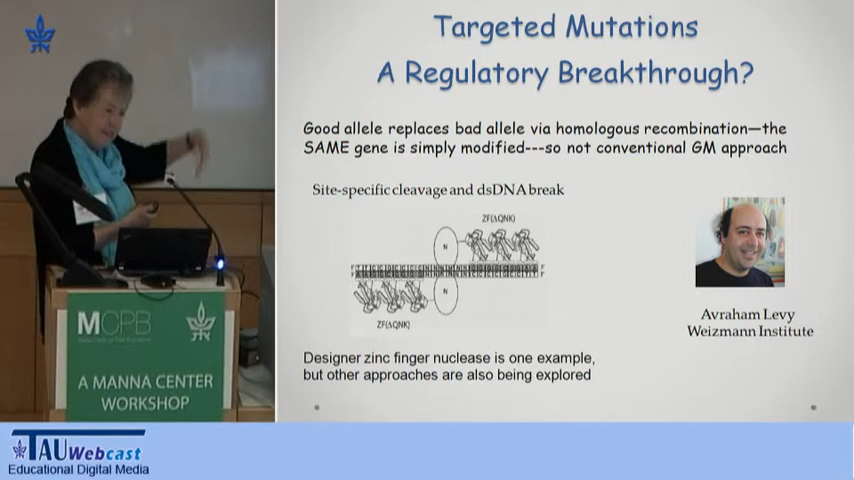 Targeted Mutations
A Regulatory Breakthrough?
Good allele replaces bad allele via homologous recombination—the
SAME gene is simply modified---so not conventional GM approach
Site-specific cleavage and dsDNA break
ZF(ΔQNK)
N
N
ZF(ΔQNK)
Avraham Levy
Weizmann Institute
Designer zinc finger nuclease is one example,
but other approaches are also being explored
MCPB
A MANNA CENTER
WORKSHOP
TAU Webcast
Educational Digital Media